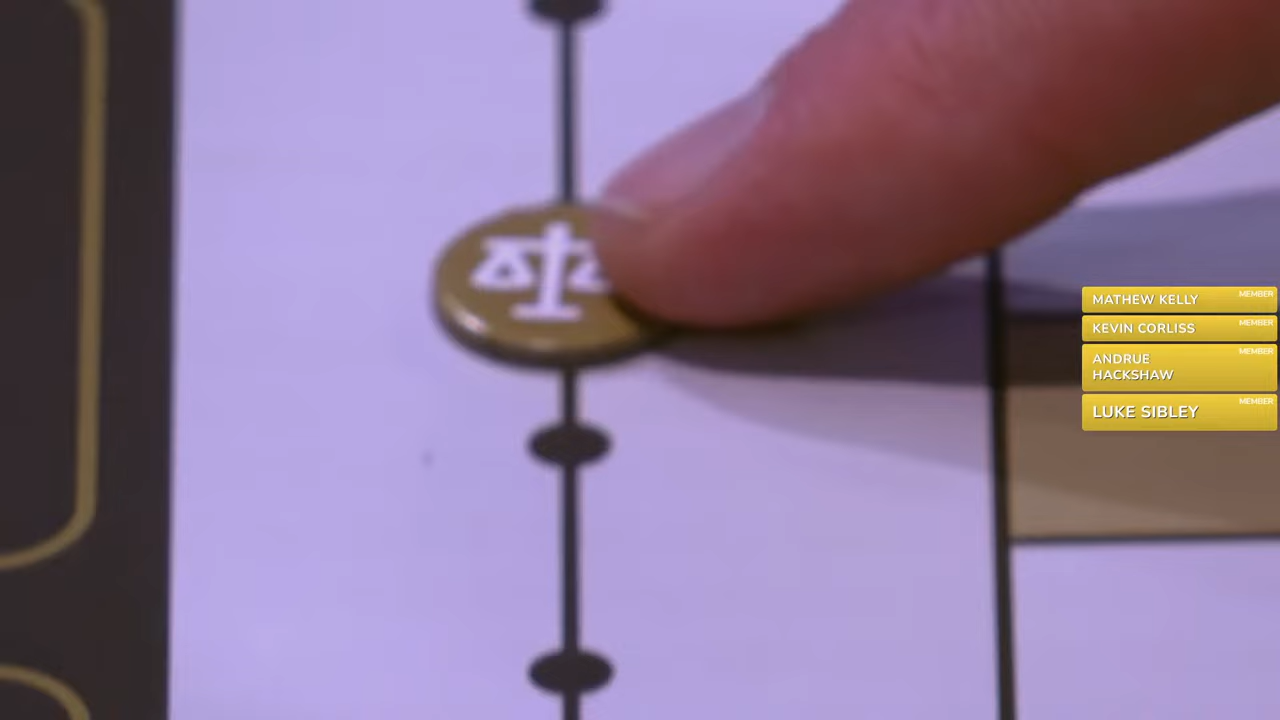 MATHEW KELLY
MEMBER
KEVIN CORLISS
MEMBER
ANDRUE
HACKSHAW
MEMBER
LUKE SIBLEY
MEMBER